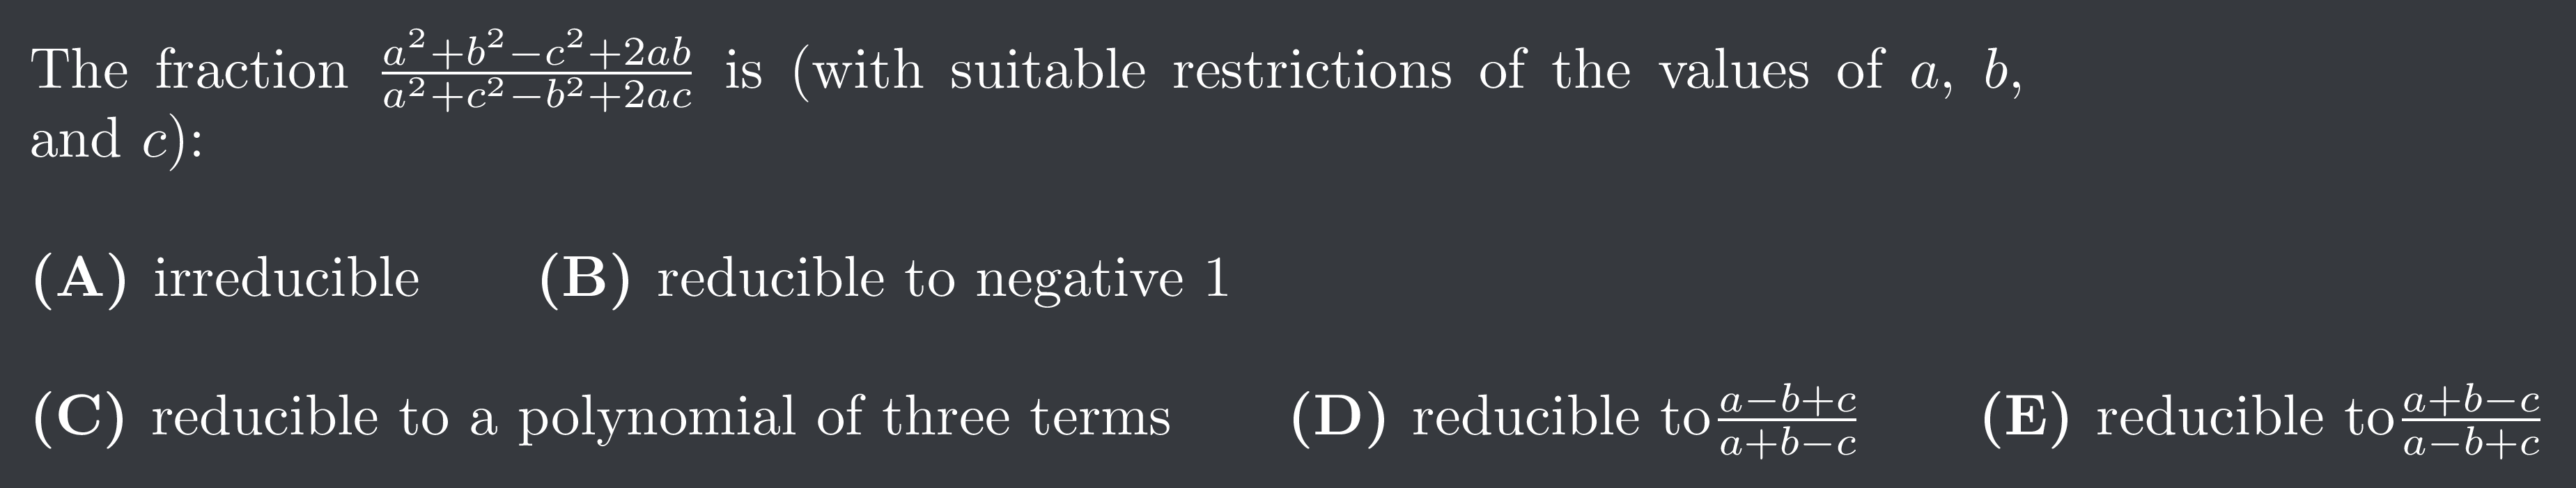 The fraction $\frac{a^2+b^2-c^2+2ab}{a^2+c^2-b^2+2ac}$ is (with suitable restrictions of the values of $a$, $b$,
and $c$):
(A) irreducible (B) reducible to negative 1
(C) reducible to a polynomial of three terms (D) reducible to $\frac{a-b+c}{a+b-c}$ (E) reducible to $\frac{a+b-c}{a-b+c}$